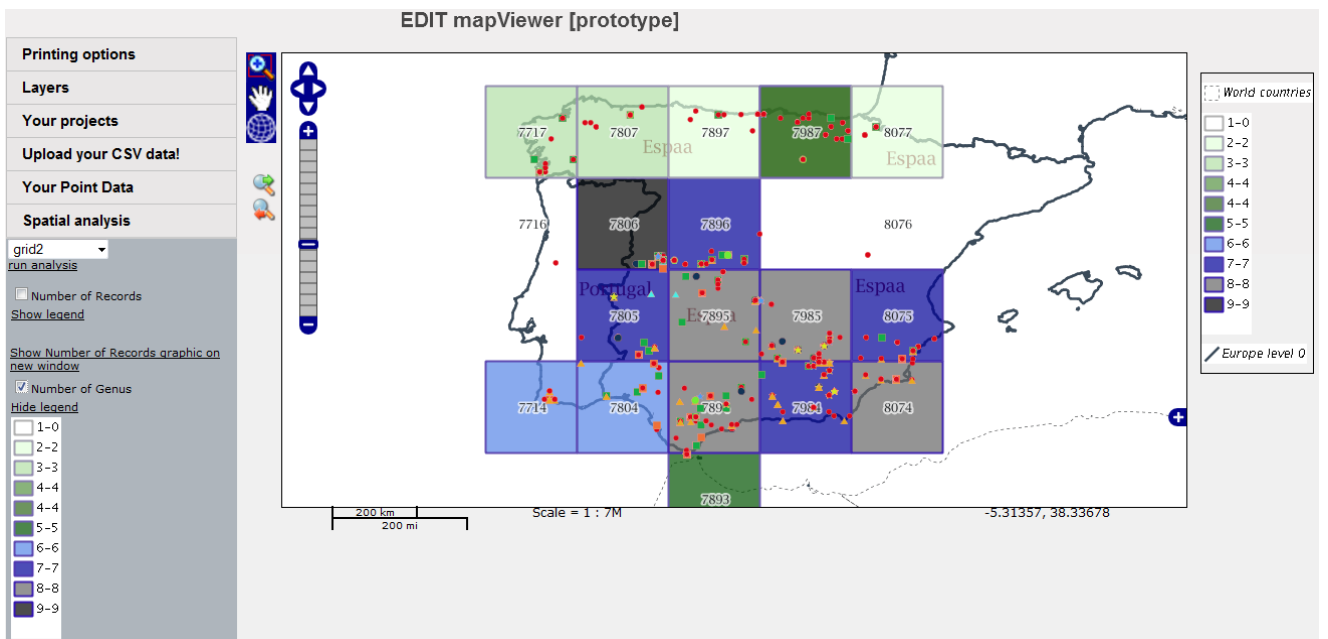 EDIT mapViewer [prototype]
Printing options
Layers
Your projects
Upload your CSV data!
Your Point Data
Spatial analysis
grid2
run analysis
Number of Records
Show legend
Show Number of Records graphic on
new window
Number of Genus
Hide legend
1-0
2-2
3-3
4-4
4-4
5-5
6-6
7-7
8-8
9-9
7717
7807
7897
7987
8077
Espaa
Espaa
7716
7806
7896
8076
Portugal
Espaa
7805
7895
Espaa
7985
8075
7714
7804
7984
8074
7893
200 km
200 mi
Scale = 1 : 7M
-5.31357, 38.33678
World countries
1-0
2-2
3-3
4-4
4-4
5-5
6-6
7-7
8-8
9-9
Europe level 0